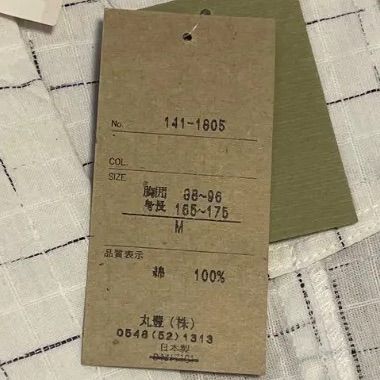 No. 141-1805
COL.
SIZE
胸囲 88~96
身長 165~175
M
品質表示
綿 100%
丸豊(株)
0548(52)1313
日本製